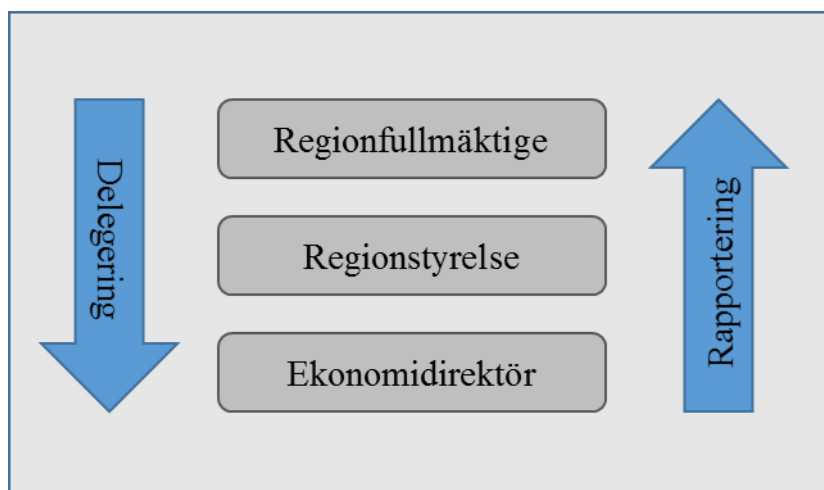 Delegering
Regionfullmäktige
Regionstyrelse
Ekonomidirektör
Rapportering